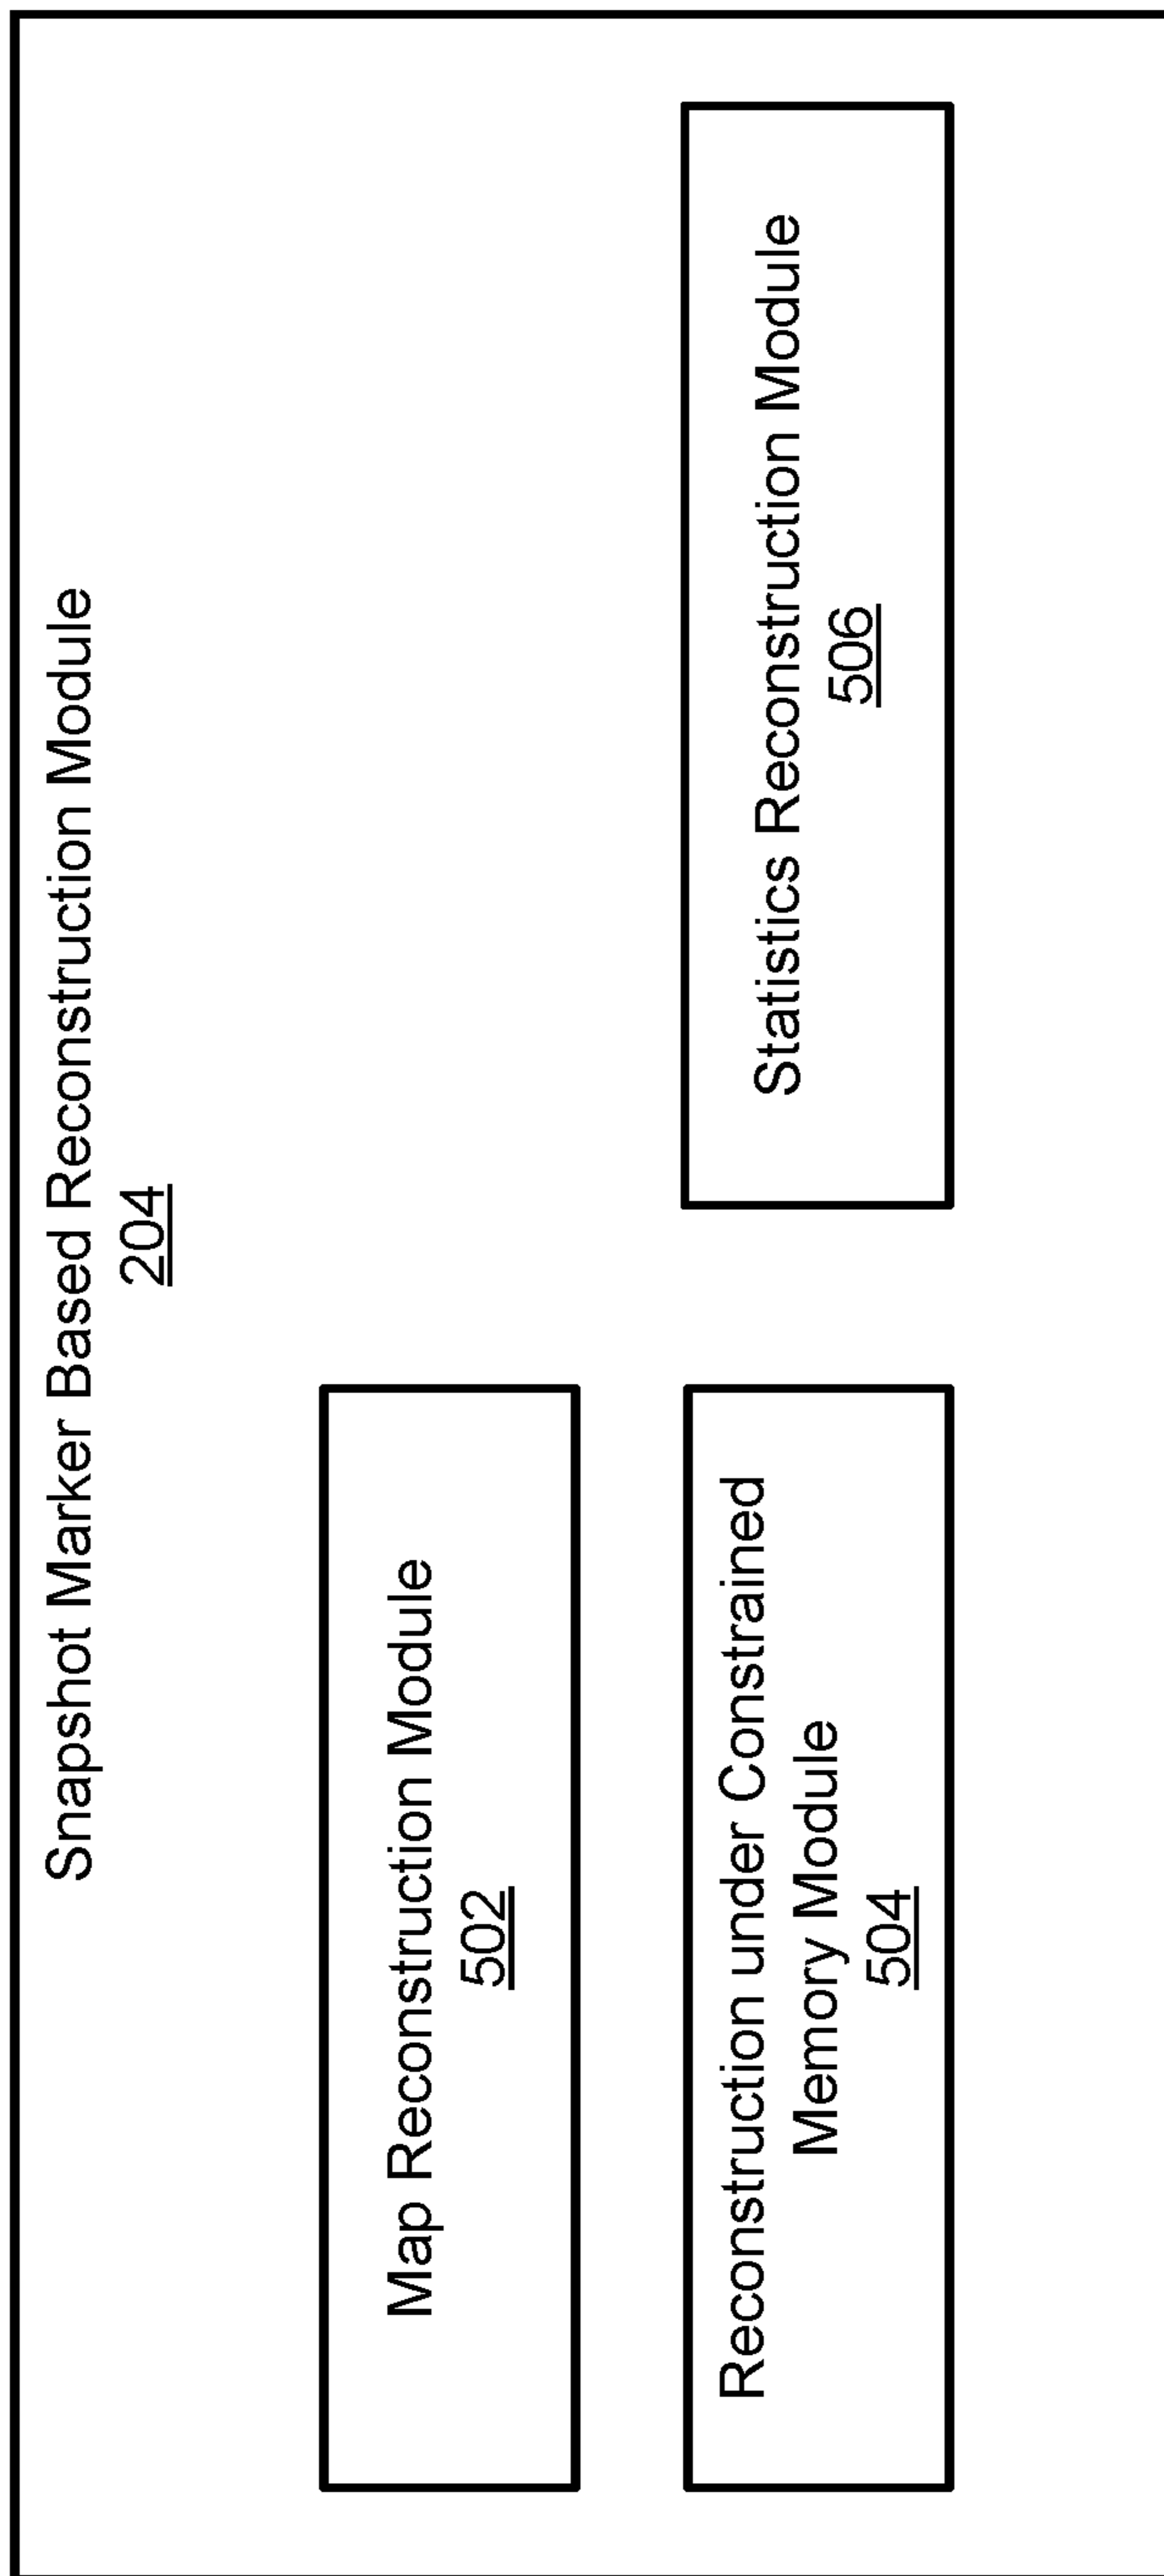 Snapshot Marker Based Reconstruction Module
204
Map Reconstruction Module
502
Reconstruction under Constrained
Memory Module
504
Statistics Reconstruction Module
506